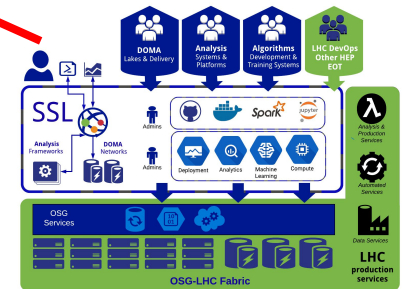 DOMA
Lakes & Delivery
Analysis
Systems &
Platforms
Algorithms
Development &
Training Systems
LHC DevOps
Other HEP
EOT
SSL
Analysis
Frameworks
DOMA
Networks
Admins
Admins
Spark
jupyter
Deployment
Analytics
Machine
Learning
Compute
Analysis &
Production
Services
Automated
Services
Data Services
LHC
production
services
OSG
Services
OSG-LHC Fabric